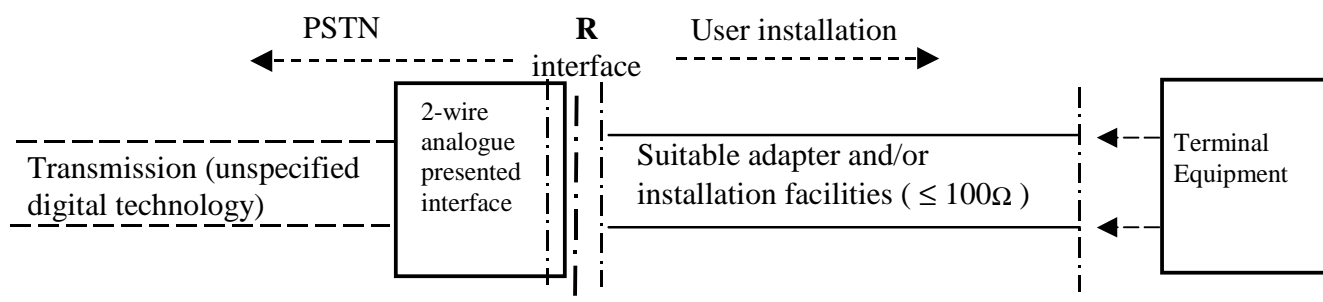 PSTN
R
interface
User installation
2-wire
analogue
presented
interface
Transmission (unspecified
digital technology)
Suitable adapter and/or
installation facilities ( ≤ 100Ω )
Terminal
Equipment